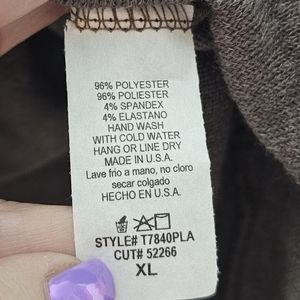 96% POLYESTER
96% POLIESTER
4% SPANDEX
4% ELASTANO
HAND WASH
WITH COLD WATER
HANG OR LINE DRY
MADE IN U.S.A.
Lave frio a mano, no cloro
secar colgado
HECHO EN U.S.A.
STYLE# T7840PLA
CUT# 52266
XL